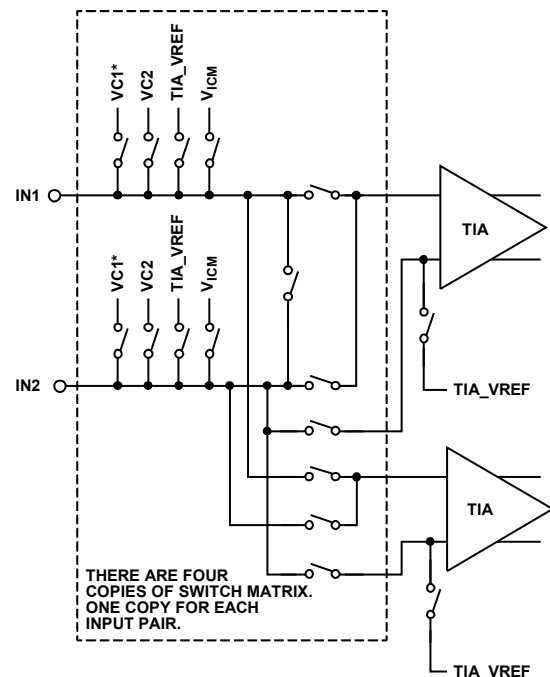 VC1*
VC2
TIA_VREF
VICM
IN1
TIA
VC1*
VC2
TIA_VREF
VICM
IN2
TIA_VREF
TIA
THERE ARE FOUR
COPIES OF SWITCH MATRIX.
ONE COPY FOR EACH
INPUT PAIR.
TIA_VREF